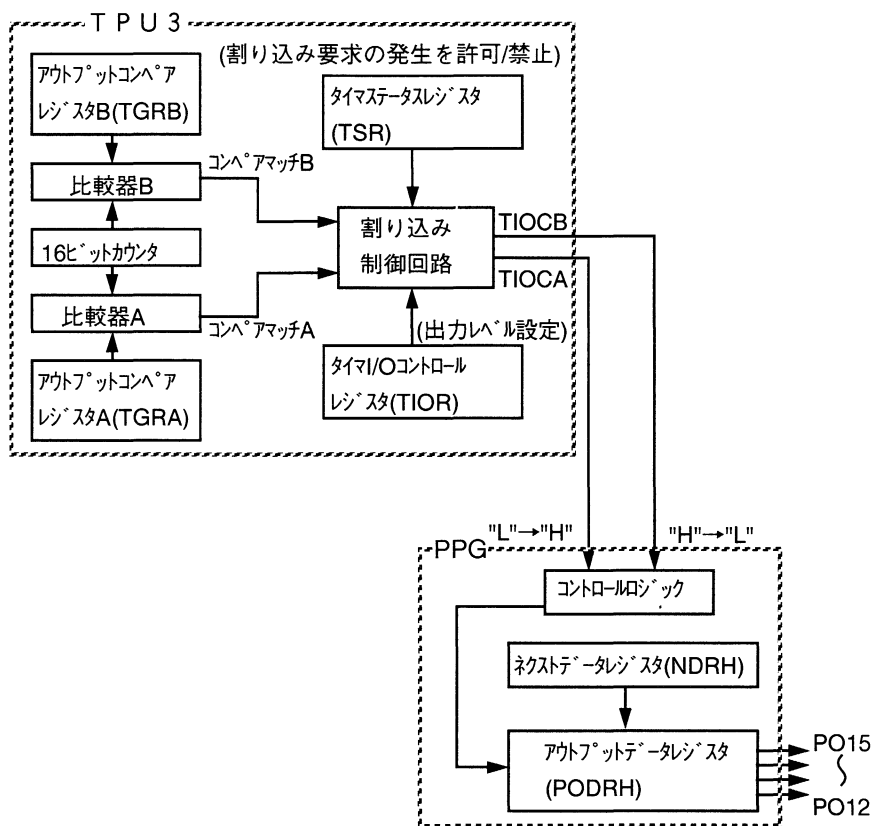 TPU3
(割り込み要求の発生を許可/禁止)
ｱｳﾄﾌﾟｯﾄｺﾝﾍﾟｱ
ﾚｼﾞｽﾀB(TGRB)
ﾀｲﾏｽﾃｰﾀｽﾚｼﾞｽﾀ
(TSR)
ｺﾝﾍﾟｱﾏｯﾁB
比較器B
割り込み
制御回路
TIOCB
TIOCA
16ﾋﾞｯﾄｶｳﾝﾀ
比較器A
ｺﾝﾍﾟｱﾏｯﾁA
(出力ﾚﾍﾞﾙ設定)
ｱｳﾄﾌﾟｯﾄｺﾝﾍﾟｱ
ﾚｼﾞｽﾀA(TGRA)
ﾀｲﾏI/Oｺﾝﾄﾛｰﾙ
ﾚｼﾞｽﾀ(TIOR)
"L"→"H"
"H"→"L"
PPG
ｺﾝﾄﾛｰﾙﾛｼﾞｯｸ
ﾈｸｽﾄﾃﾞｰﾀﾚｼﾞｽﾀ(NDRH)
ｱｳﾄﾌﾟｯﾄﾃﾞｰﾀﾚｼﾞｽﾀ
(PODRH)
PO15
〜
PO12